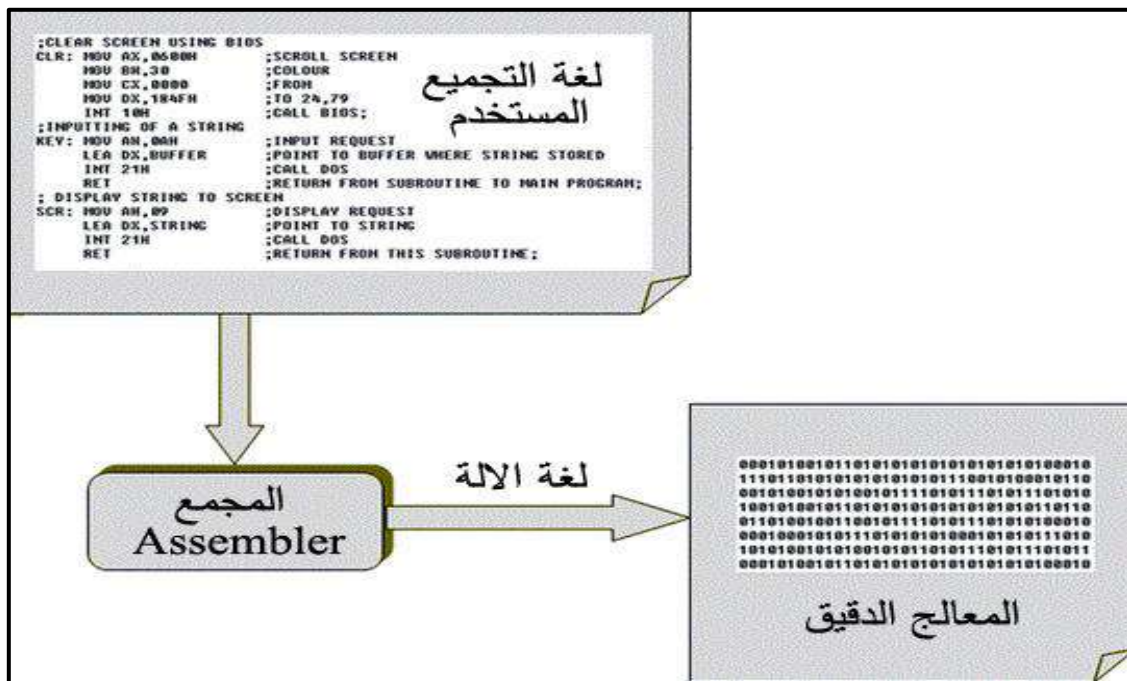 ;CLEAR SCREEN USING BIOS
CLR: MOV AX,0600H ;SCROLL SCREEN
MOV BH,30 ;COLOUR
MOV CX,0000 ;FROM
MOV DX,184FH ;TO 24,79
INT 10H ;CALL BIOS;
;INPUTTING OF A STRING
KEY: MOV AH,0AH ;INPUT REQUEST
LEA DX,BUFFER ;POINT TO BUFFER WHERE STRING STORED
INT 21H ;CALL DOS
RET ;RETURN FROM SUBROUTINE TO MAIN PROGRAM;
; DISPLAY STRING TO SCREEN
SCR: MOV AH,09 ;DISPLAY REQUEST
LEA DX,STRING ;POINT TO STRING
INT 21H ;CALL DOS
RET ;RETURN FROM THIS SUBROUTINE;
لغة التجميع
المستخدم
المجمع
Assembler
لغة الالة
المعالج الدقيق